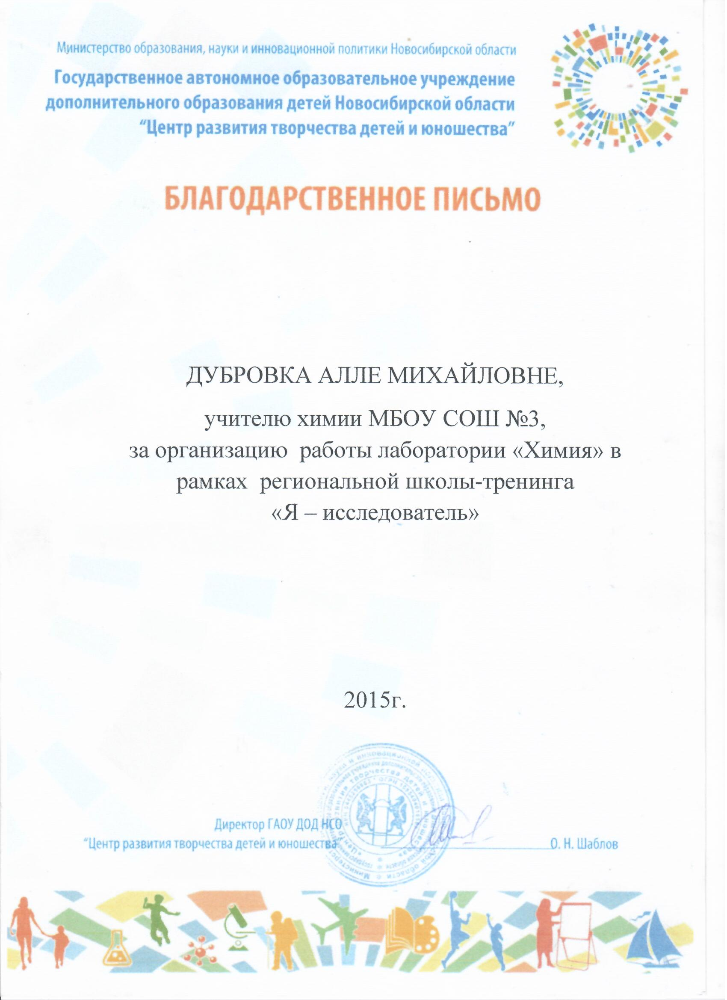 Министерство образования, науки и инновационной политики Новосибирской области
Государственное автономное образовательное учреждение
дополнительного образования детей Новосибирской области
“Центр развития творчества детей и юношества”
БЛАГОДАРСТВЕННОЕ ПИСЬМО
ДУБРОВКА АЛЛЕ МИХАЙЛОВНЕ,
учителю химии МБОУ СОШ №3,
за организацию работы лаборатории «Химия» в
рамках региональной школы-тренинга
«Я – исследователь»
2015г.
Директор ГАОУ ДОД НСО
“Центр развития творчества детей и юношества”
О. Н. Шаблов